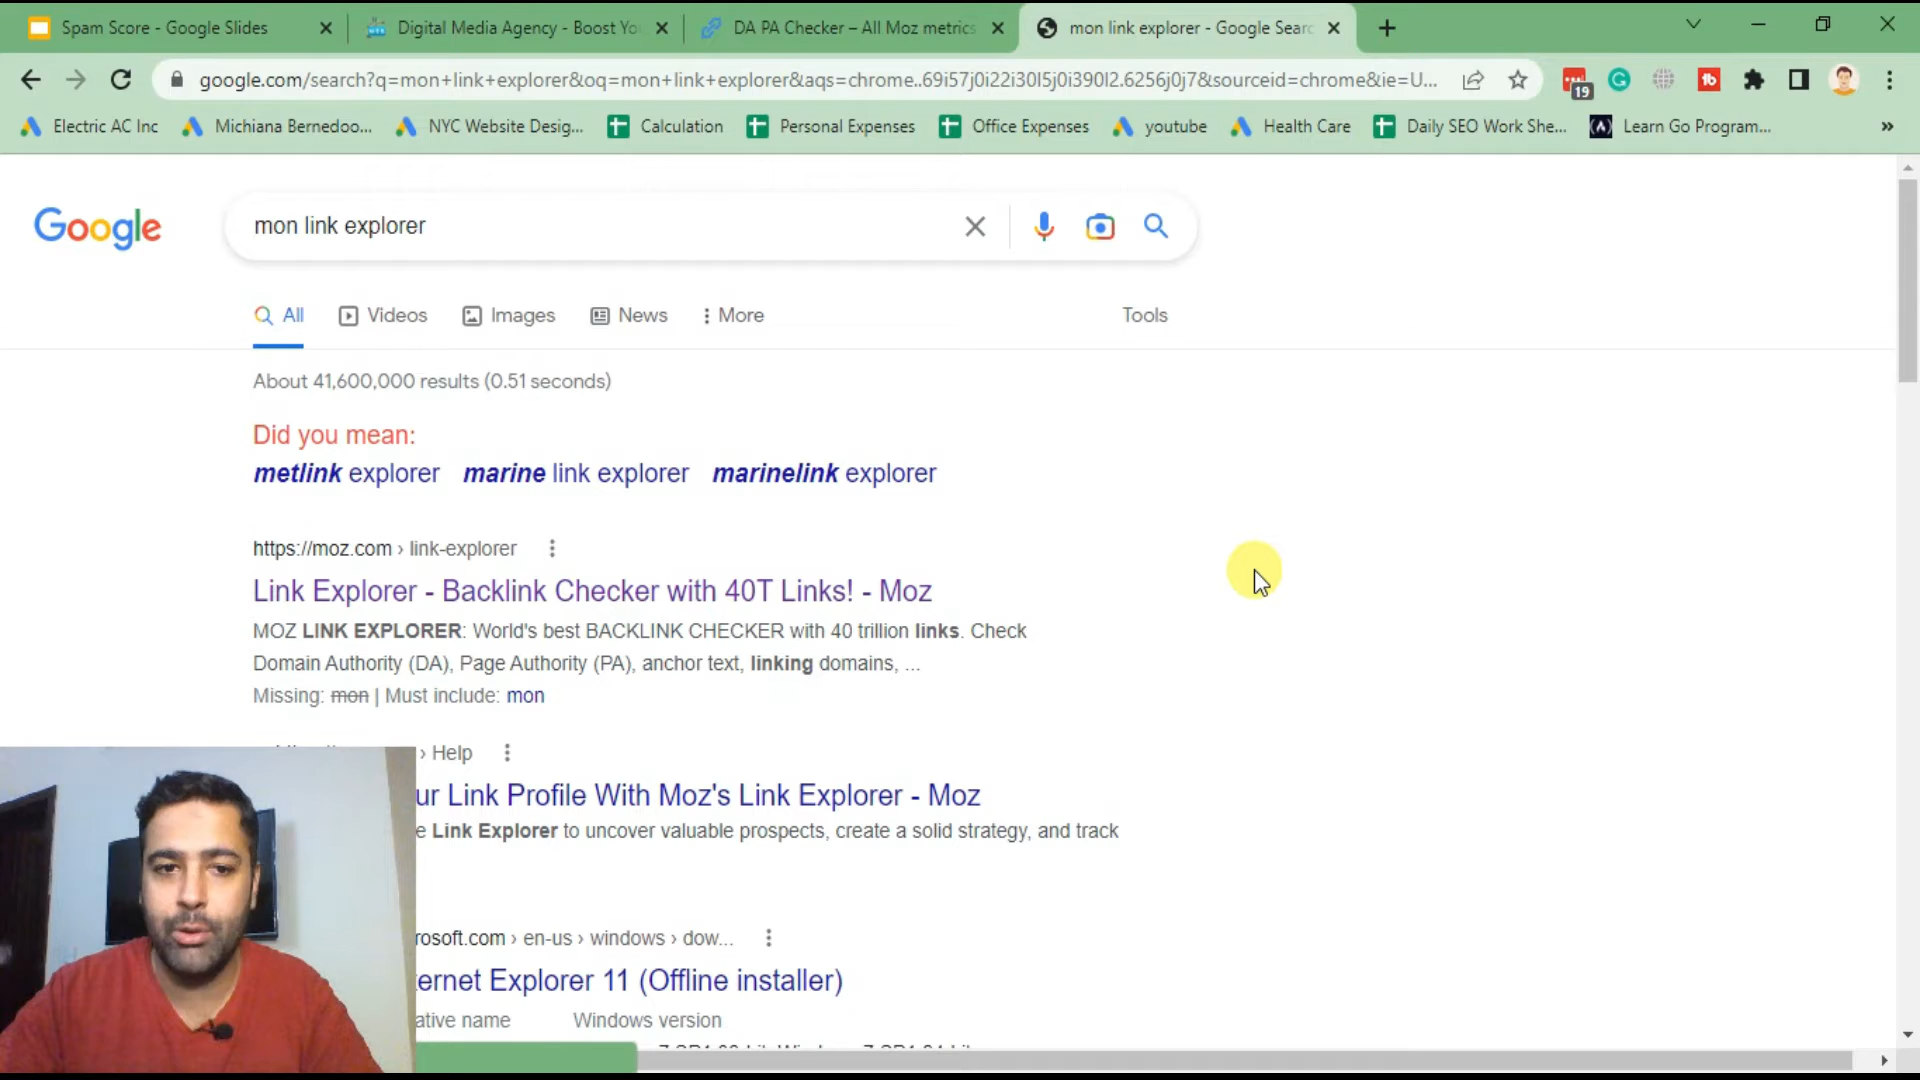 Spam Score - Google Slides
Digital Media Agency - Boost Yo
DA PA Checker – All Moz metrics
mon link explorer - Google Searc
google.com/search?q=mon+link+explorer&oq=mon+link+explorer&aqs=chrome..69i57j0i22i30l5j0i390l2.6256j0j7&sourceid=chrome&ie=U...
19
Electric AC Inc
Michiana Bernedoo...
NYC Website Desig...
Calculation
Personal Expenses
Office Expenses
youtube
Health Care
Daily SEO Work She...
Learn Go Program...
»
Google
mon link explorer
All
Videos
Images
News
More
Tools
About 41,600,000 results (0.51 seconds)
Did you mean:
metlink explorer marine link explorer marinelink explorer
https://moz.com › link-explorer
Link Explorer - Backlink Checker with 40T Links! - Moz
MOZ LINK EXPLORER: World's best BACKLINK CHECKER with 40 trillion links. Check
Domain Authority (DA), Page Authority (PA), anchor text, linking domains, ...
Missing: mon | Must include: mon
› Help
ur Link Profile With Moz's Link Explorer - Moz
e Link Explorer to uncover valuable prospects, create a solid strategy, and track
rosoft.com › en-us › windows › dow...
ternet Explorer 11 (Offline installer)
ative name
Windows version